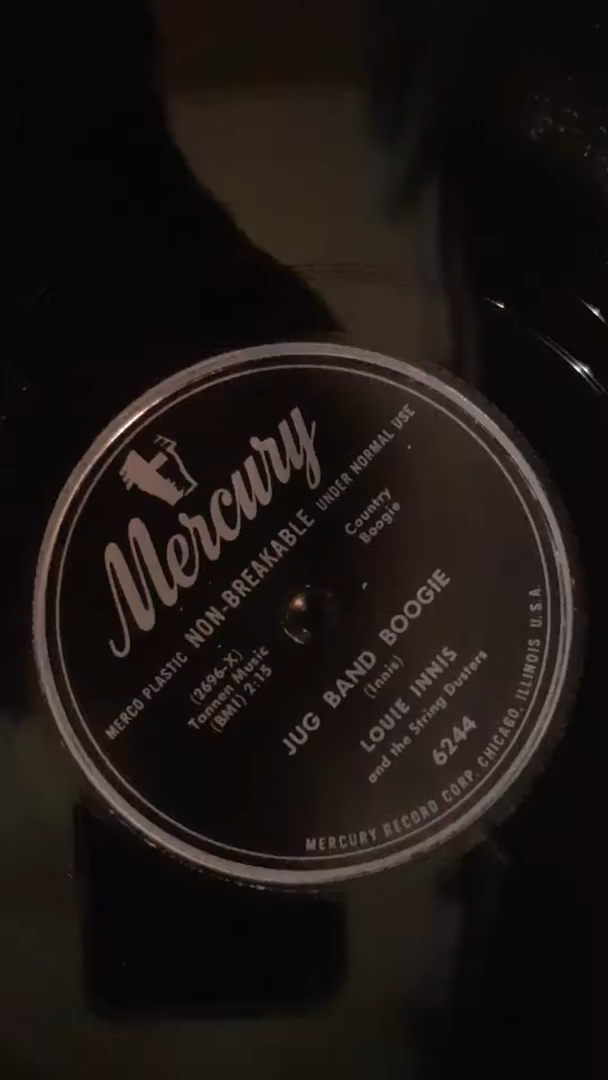 Mercury
MERCO PLASTIC NON-BREAKABLE UNDER NORMAL USE
Country
Boogie
(2696-X)
Tannen Music
(BMI) 2:15
JUG BAND BOOGIE
(Innis)
LOUIE INNIS
and the String Dusters
6244
MERCURY RECORD CORP. CHICAGO, ILLINOIS U.S.A.